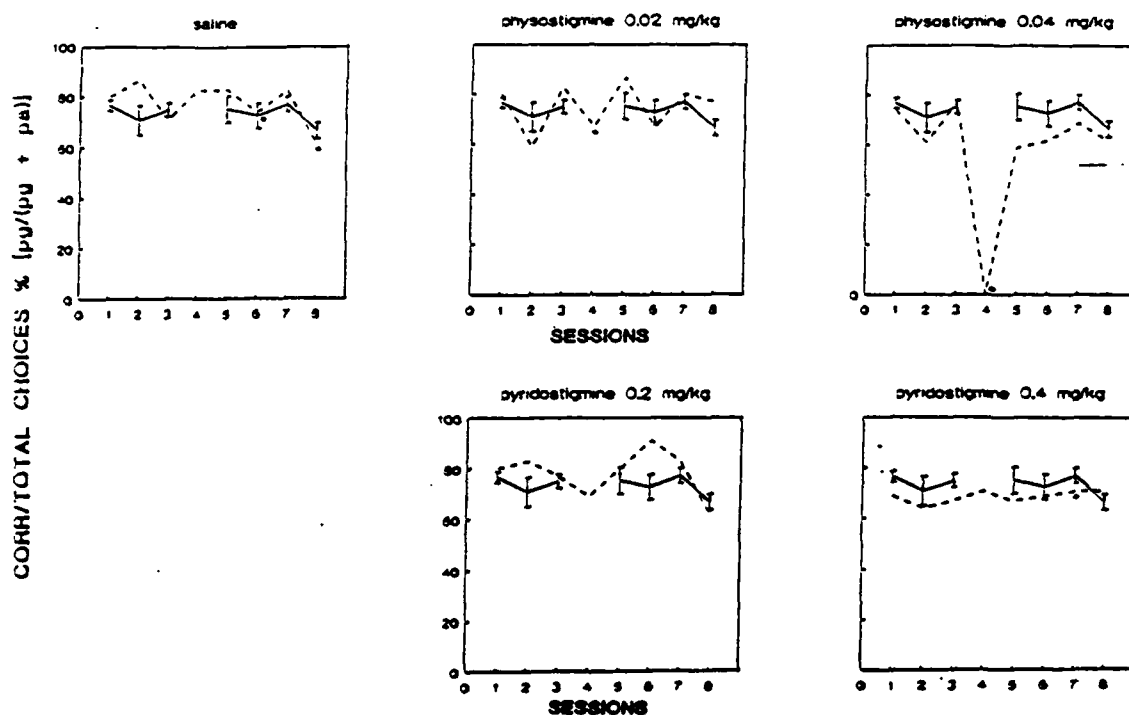 saline
physostigmine 0.02 mg/kg
physostigmine 0.04 mg/kg
CORR/TOTAL CHOICES % [pg/(pg + pa)]
100
80
60
40
20
0
0 1 2 3 4 5 6 7 8
0 1 2 3 4 5 6 7 8
SESSIONS
0
0 1 2 3 4 5 6 7 8
pyridostigmine 0.2 mg/kg
pyridostigmine 0.4 mg/kg
100
80
60
40
20
0
0 1 2 3 4 5 6 7 8
SESSIONS
0 1 2 3 4 5 6 7 8